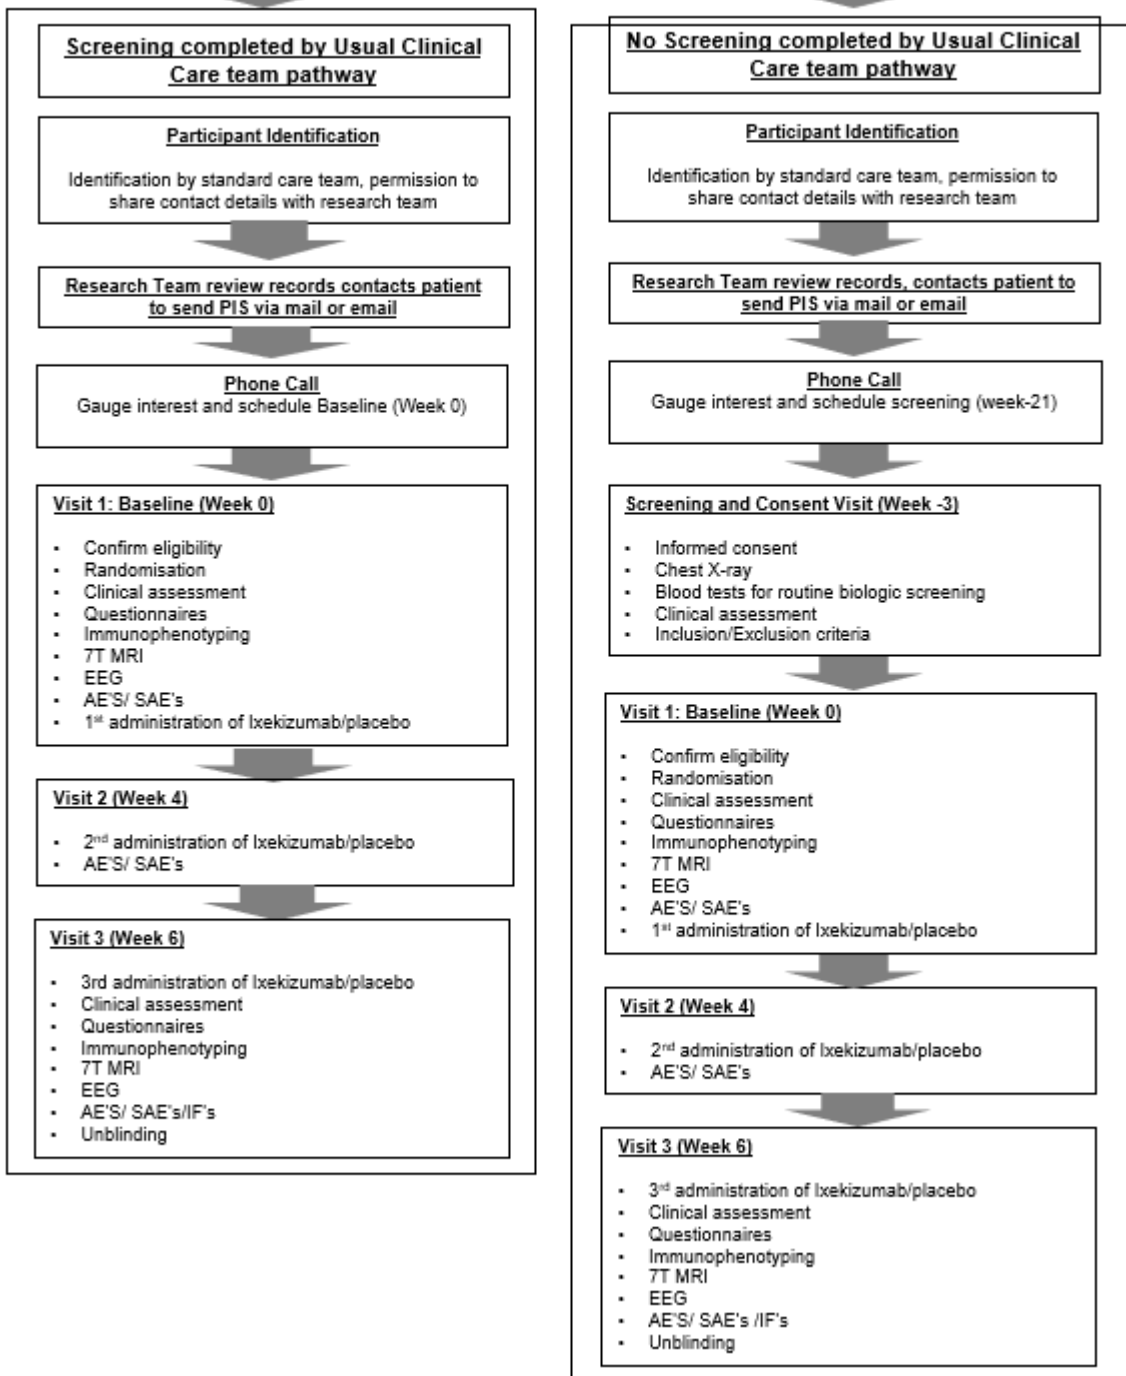 Screening completed by Usual Clinical
Care team pathway
Participant Identification
Identification by standard care team, permission to
share contact details with research team
Research Team review records contacts patient
to send PIS via mail or email
Phone Call
Gauge interest and schedule Baseline (Week 0)
Visit 1: Baseline (Week 0)
▪ Confirm eligibility
▪ Randomisation
▪ Clinical assessment
▪ Questionnaires
▪ Immunophenotyping
▪ 7T MRI
▪ EEG
▪ AE'S/ SAE's
▪ 1st administration of Ixekizumab/placebo
Visit 2 (Week 4)
▪ 2nd administration of Ixekizumab/placebo
▪ AE'S/ SAE's
Visit 3 (Week 6)
▪ 3rd administration of Ixekizumab/placebo
▪ Clinical assessment
▪ Questionnaires
▪ Immunophenotyping
▪ 7T MRI
▪ EEG
▪ AE'S/ SAE's/IF's
▪ Unblinding
No Screening completed by Usual Clinical
Care team pathway
Participant Identification
Identification by standard care team, permission to
share contact details with research team
Research Team review records, contacts patient to
send PIS via mail or email
Phone Call
Gauge interest and schedule screening (week-21)
Screening and Consent Visit (Week -3)
▪ Informed consent
▪ Chest X-ray
▪ Blood tests for routine biologic screening
▪ Clinical assessment
▪ Inclusion/Exclusion criteria
Visit 1: Baseline (Week 0)
▪ Confirm eligibility
▪ Randomisation
▪ Clinical assessment
▪ Questionnaires
▪ Immunophenotyping
▪ 7T MRI
▪ EEG
▪ AE'S/ SAE's
▪ 1st administration of Ixekizumab/placebo
Visit 2 (Week 4)
▪ 2nd administration of Ixekizumab/placebo
▪ AE'S/ SAE's
Visit 3 (Week 6)
▪ 3rd administration of Ixekizumab/placebo
▪ Clinical assessment
▪ Questionnaires
▪ Immunophenotyping
▪ 7T MRI
▪ EEG
▪ AE'S/ SAE's /IF's
▪ Unblinding